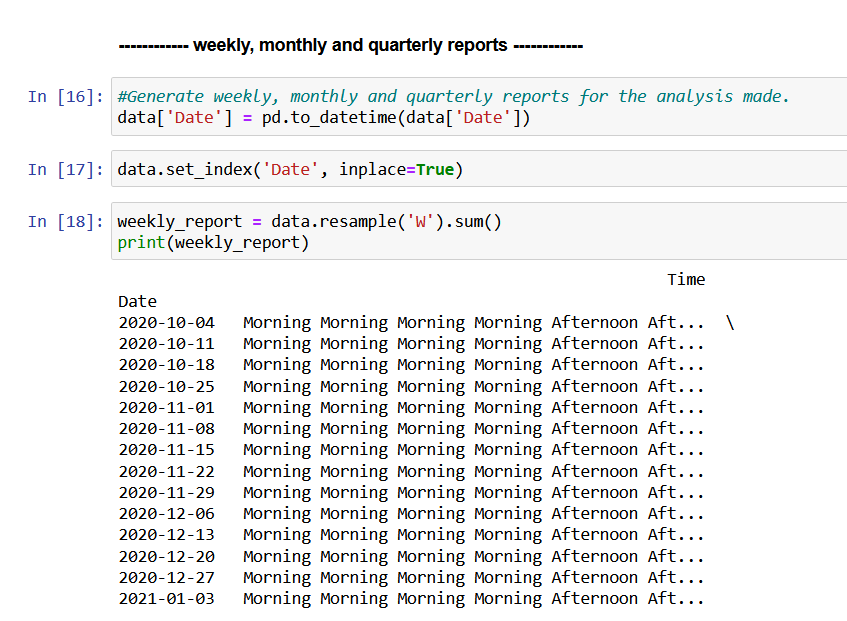 ------------ weekly, monthly and quarterly reports ------------
In [16]: #Generate weekly, monthly and quarterly reports for the analysis made.
data['Date'] = pd.to_datetime(data['Date'])
In [17]: data.set_index('Date', inplace=True)
In [18]: weekly_report = data.resample('W').sum()
print(weekly_report)
Time
Date
2020-10-04 Morning Morning Morning Morning Afternoon Aft... \
2020-10-11 Morning Morning Morning Morning Afternoon Aft...
2020-10-18 Morning Morning Morning Morning Afternoon Aft...
2020-10-25 Morning Morning Morning Morning Afternoon Aft...
2020-11-01 Morning Morning Morning Morning Afternoon Aft...
2020-11-08 Morning Morning Morning Morning Afternoon Aft...
2020-11-15 Morning Morning Morning Morning Afternoon Aft...
2020-11-22 Morning Morning Morning Morning Afternoon Aft...
2020-11-29 Morning Morning Morning Morning Afternoon Aft...
2020-12-06 Morning Morning Morning Morning Afternoon Aft...
2020-12-13 Morning Morning Morning Morning Afternoon Aft...
2020-12-20 Morning Morning Morning Morning Afternoon Aft...
2020-12-27 Morning Morning Morning Morning Afternoon Aft...
2021-01-03 Morning Morning Morning Morning Afternoon Aft...